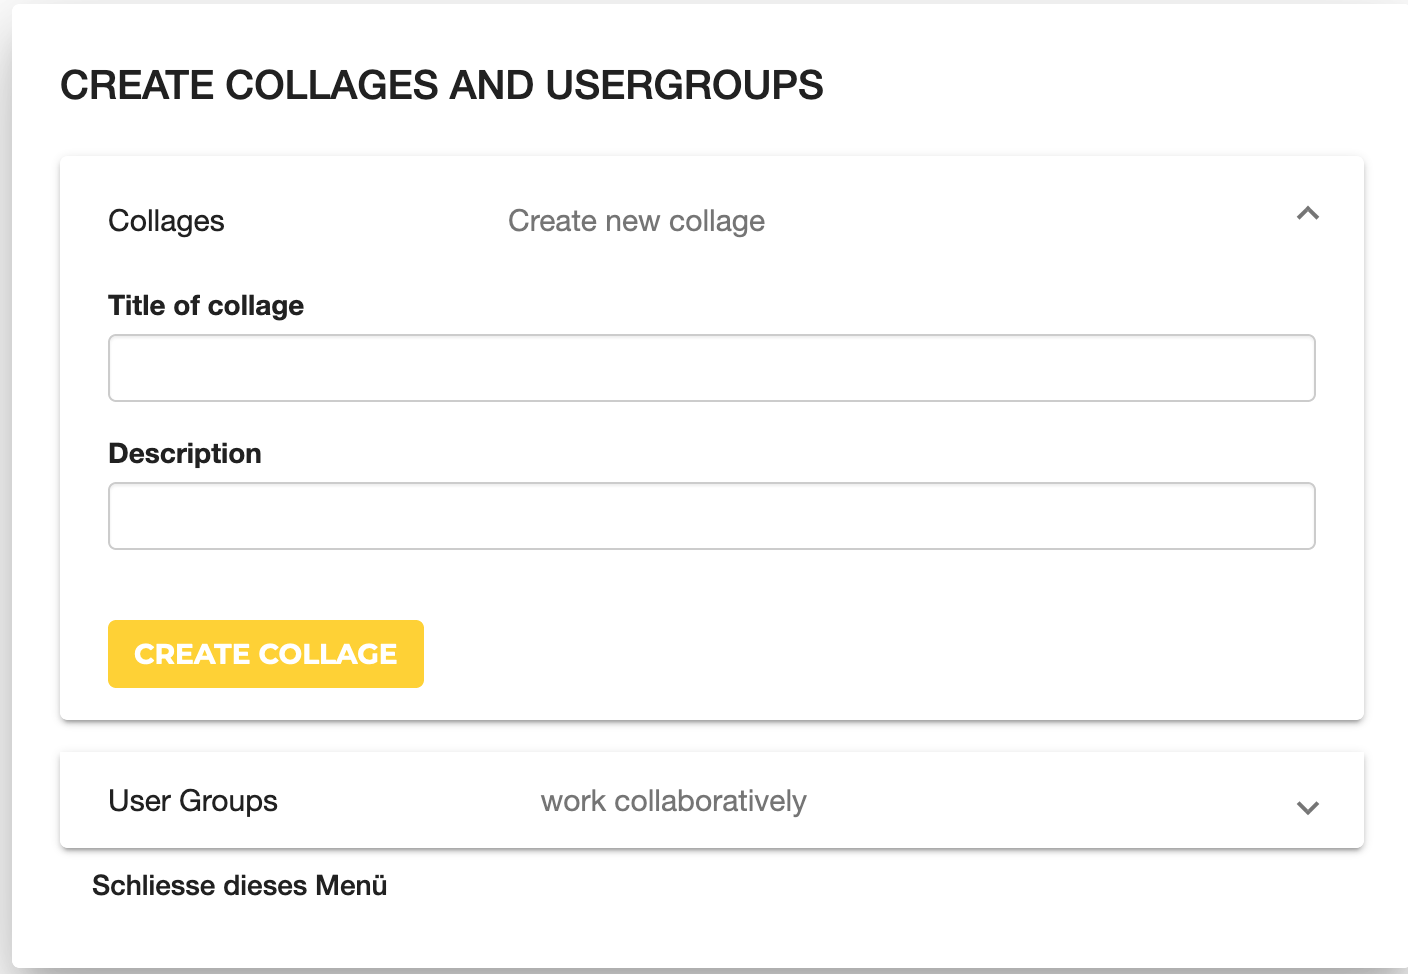 CREATE COLLAGES AND USERGROUPS
Collages Create new collage
Title of collage
Description
CREATE COLLAGE
User Groups work collaboratively
Schliesse dieses Menü